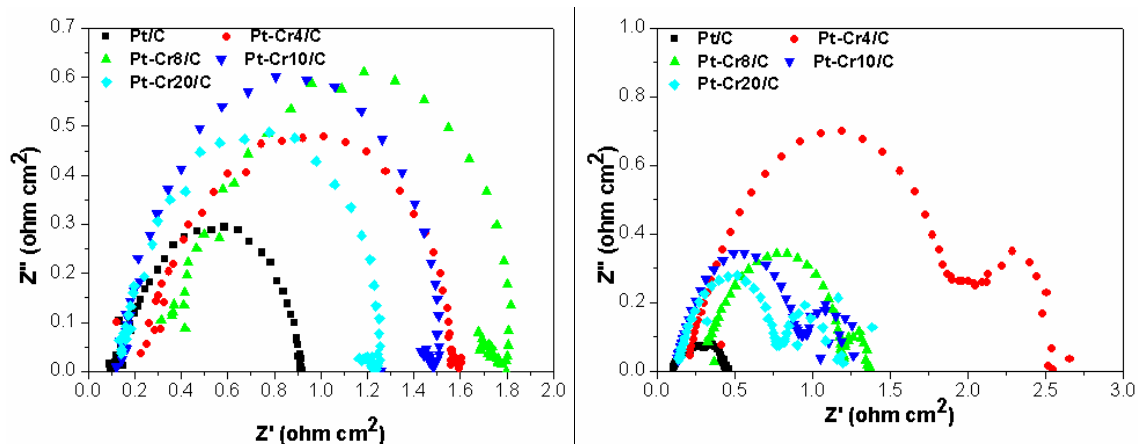 0.7
0.6
0.5
0.4
0.3
0.2
0.1
0.0
Z'' (ohm cm²)
Pt/C
Pt-Cr4/C
Pt-Cr8/C
Pt-Cr10/C
Pt-Cr20/C
0.0 0.2 0.4 0.6 0.8 1.0 1.2 1.4 1.6 1.8 2.0
Z' (ohm cm²)
1.0
0.8
0.6
0.4
0.2
0.0
Z'' (ohm cm²)
Pt/C
Pt-Cr4/C
Pt-Cr8/C
Pt-Cr10/C
Pt-Cr20/C
0.0 0.5 1.0 1.5 2.0 2.5 3.0
Z' (ohm cm²)